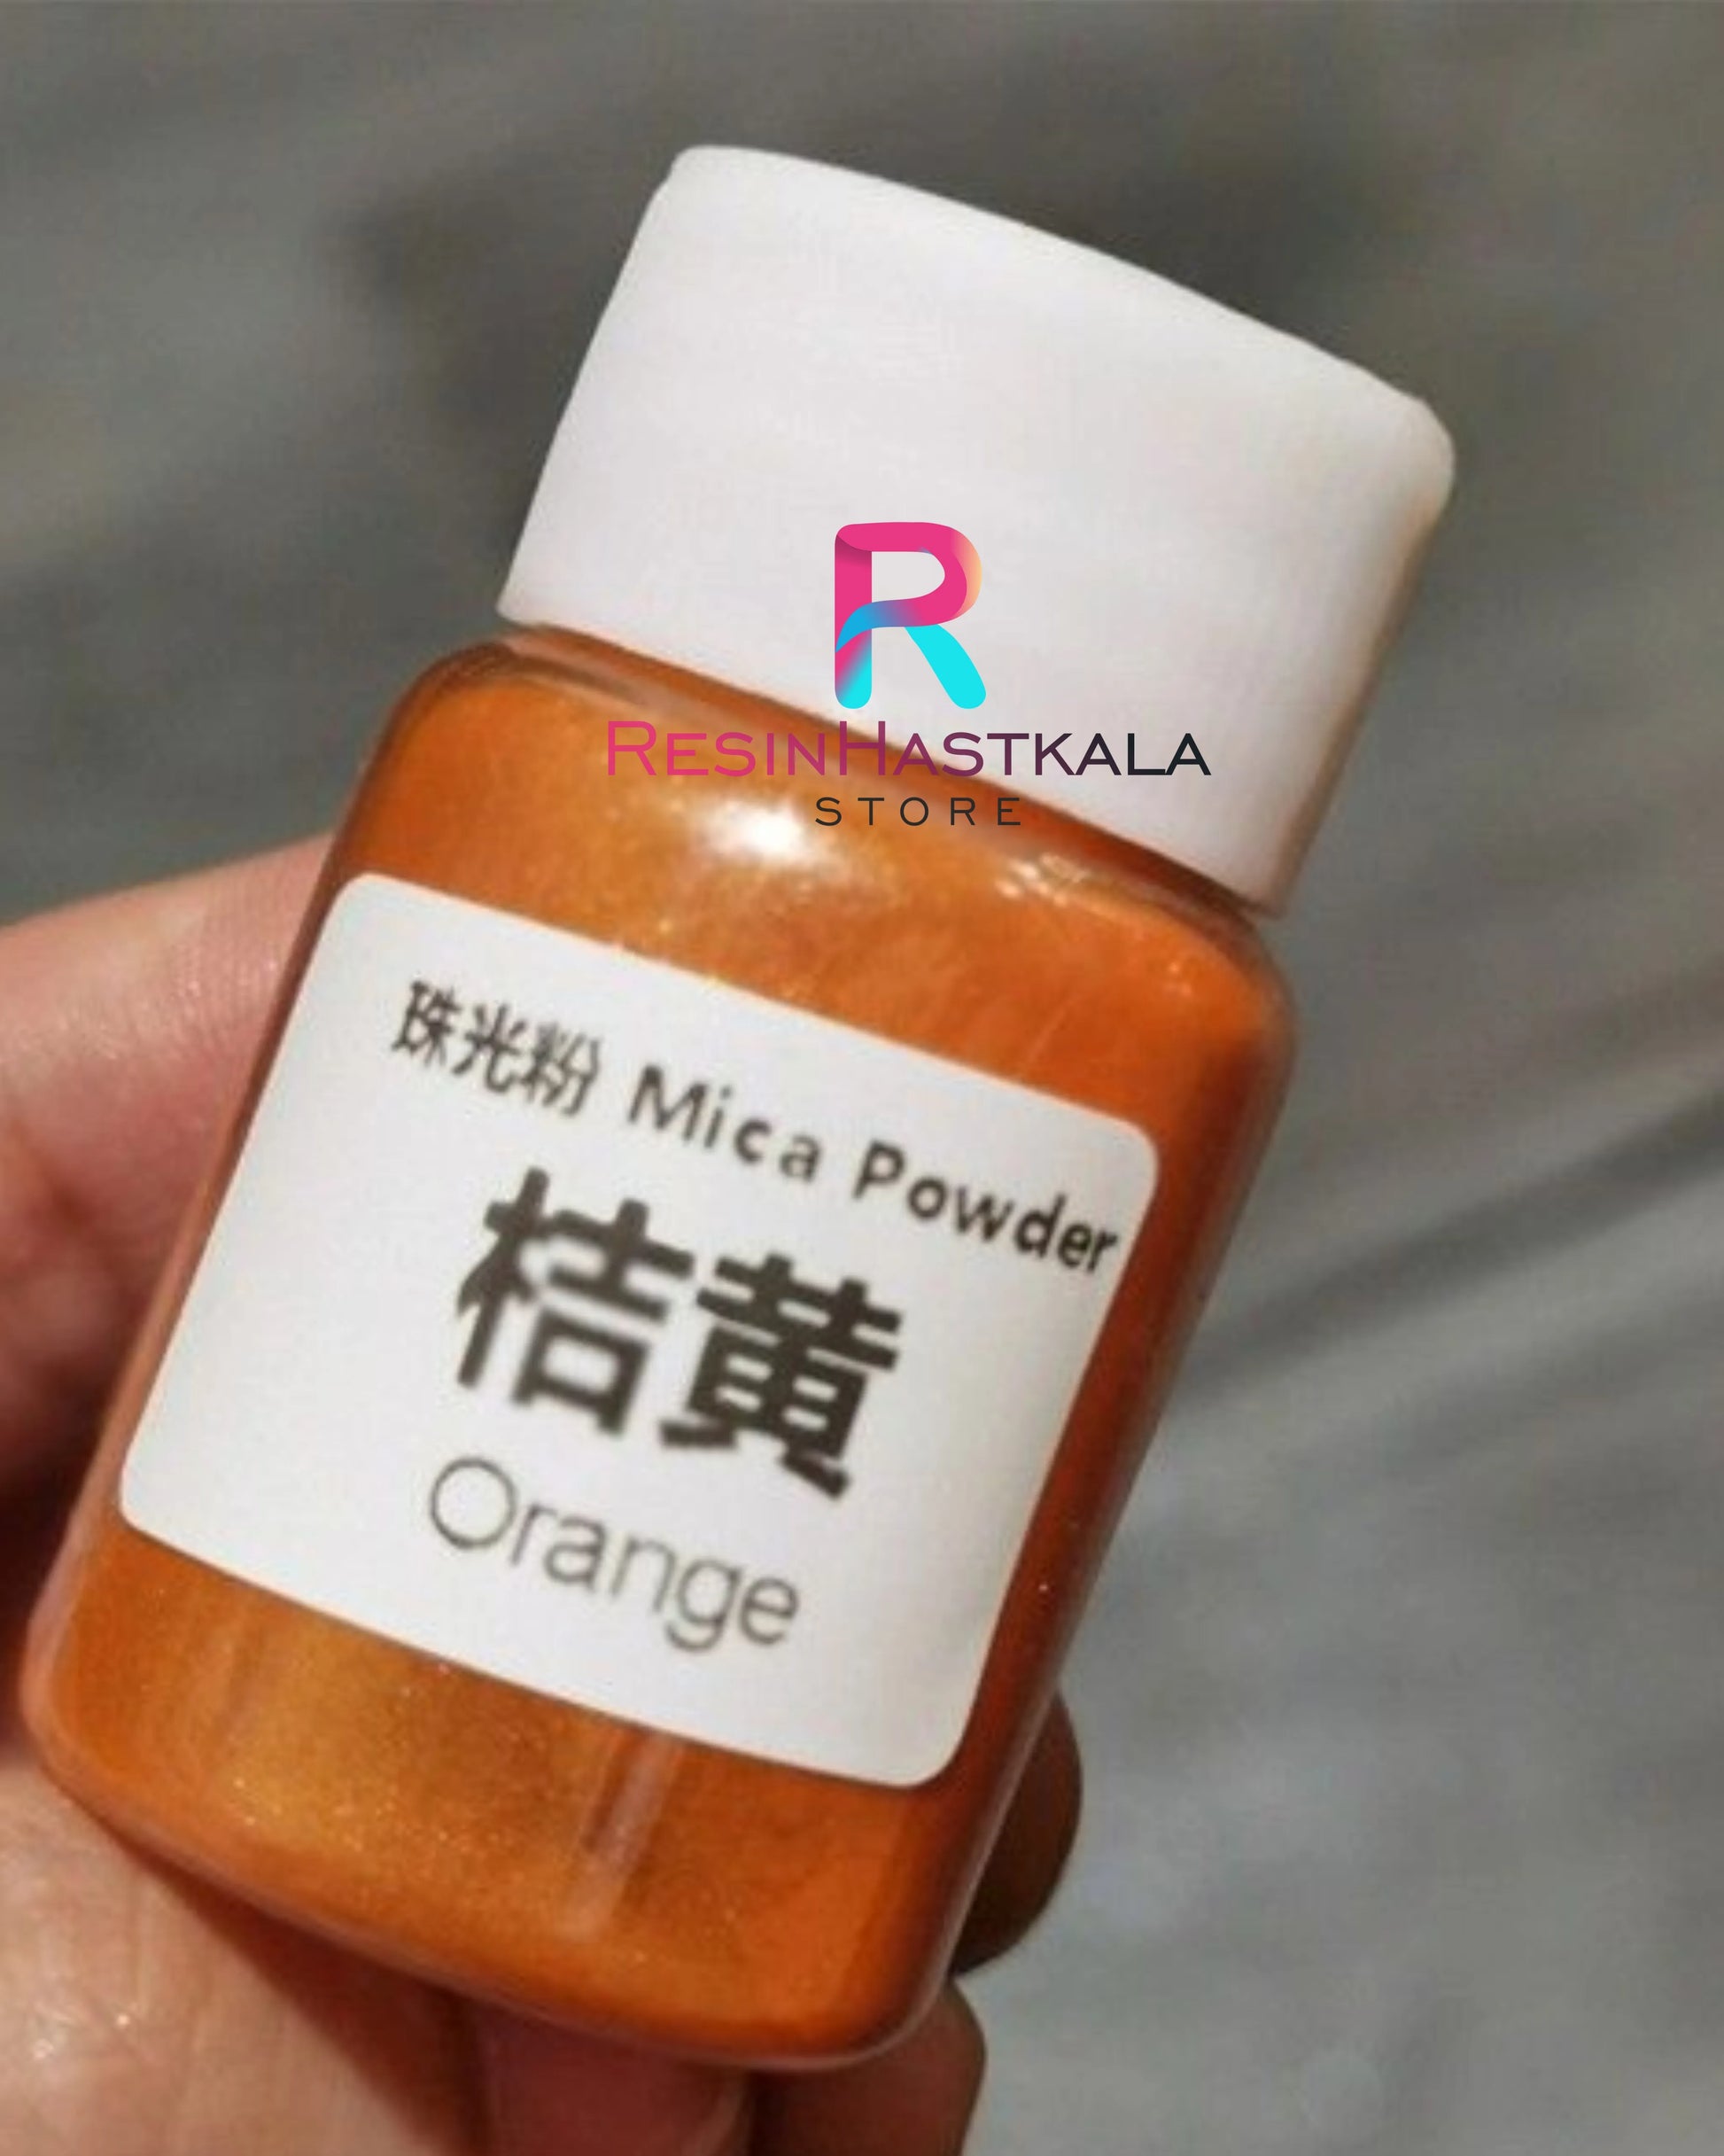 R
RESINHASTKALA
STORE
珠光粉 Mica Powder
桔黄
Orange